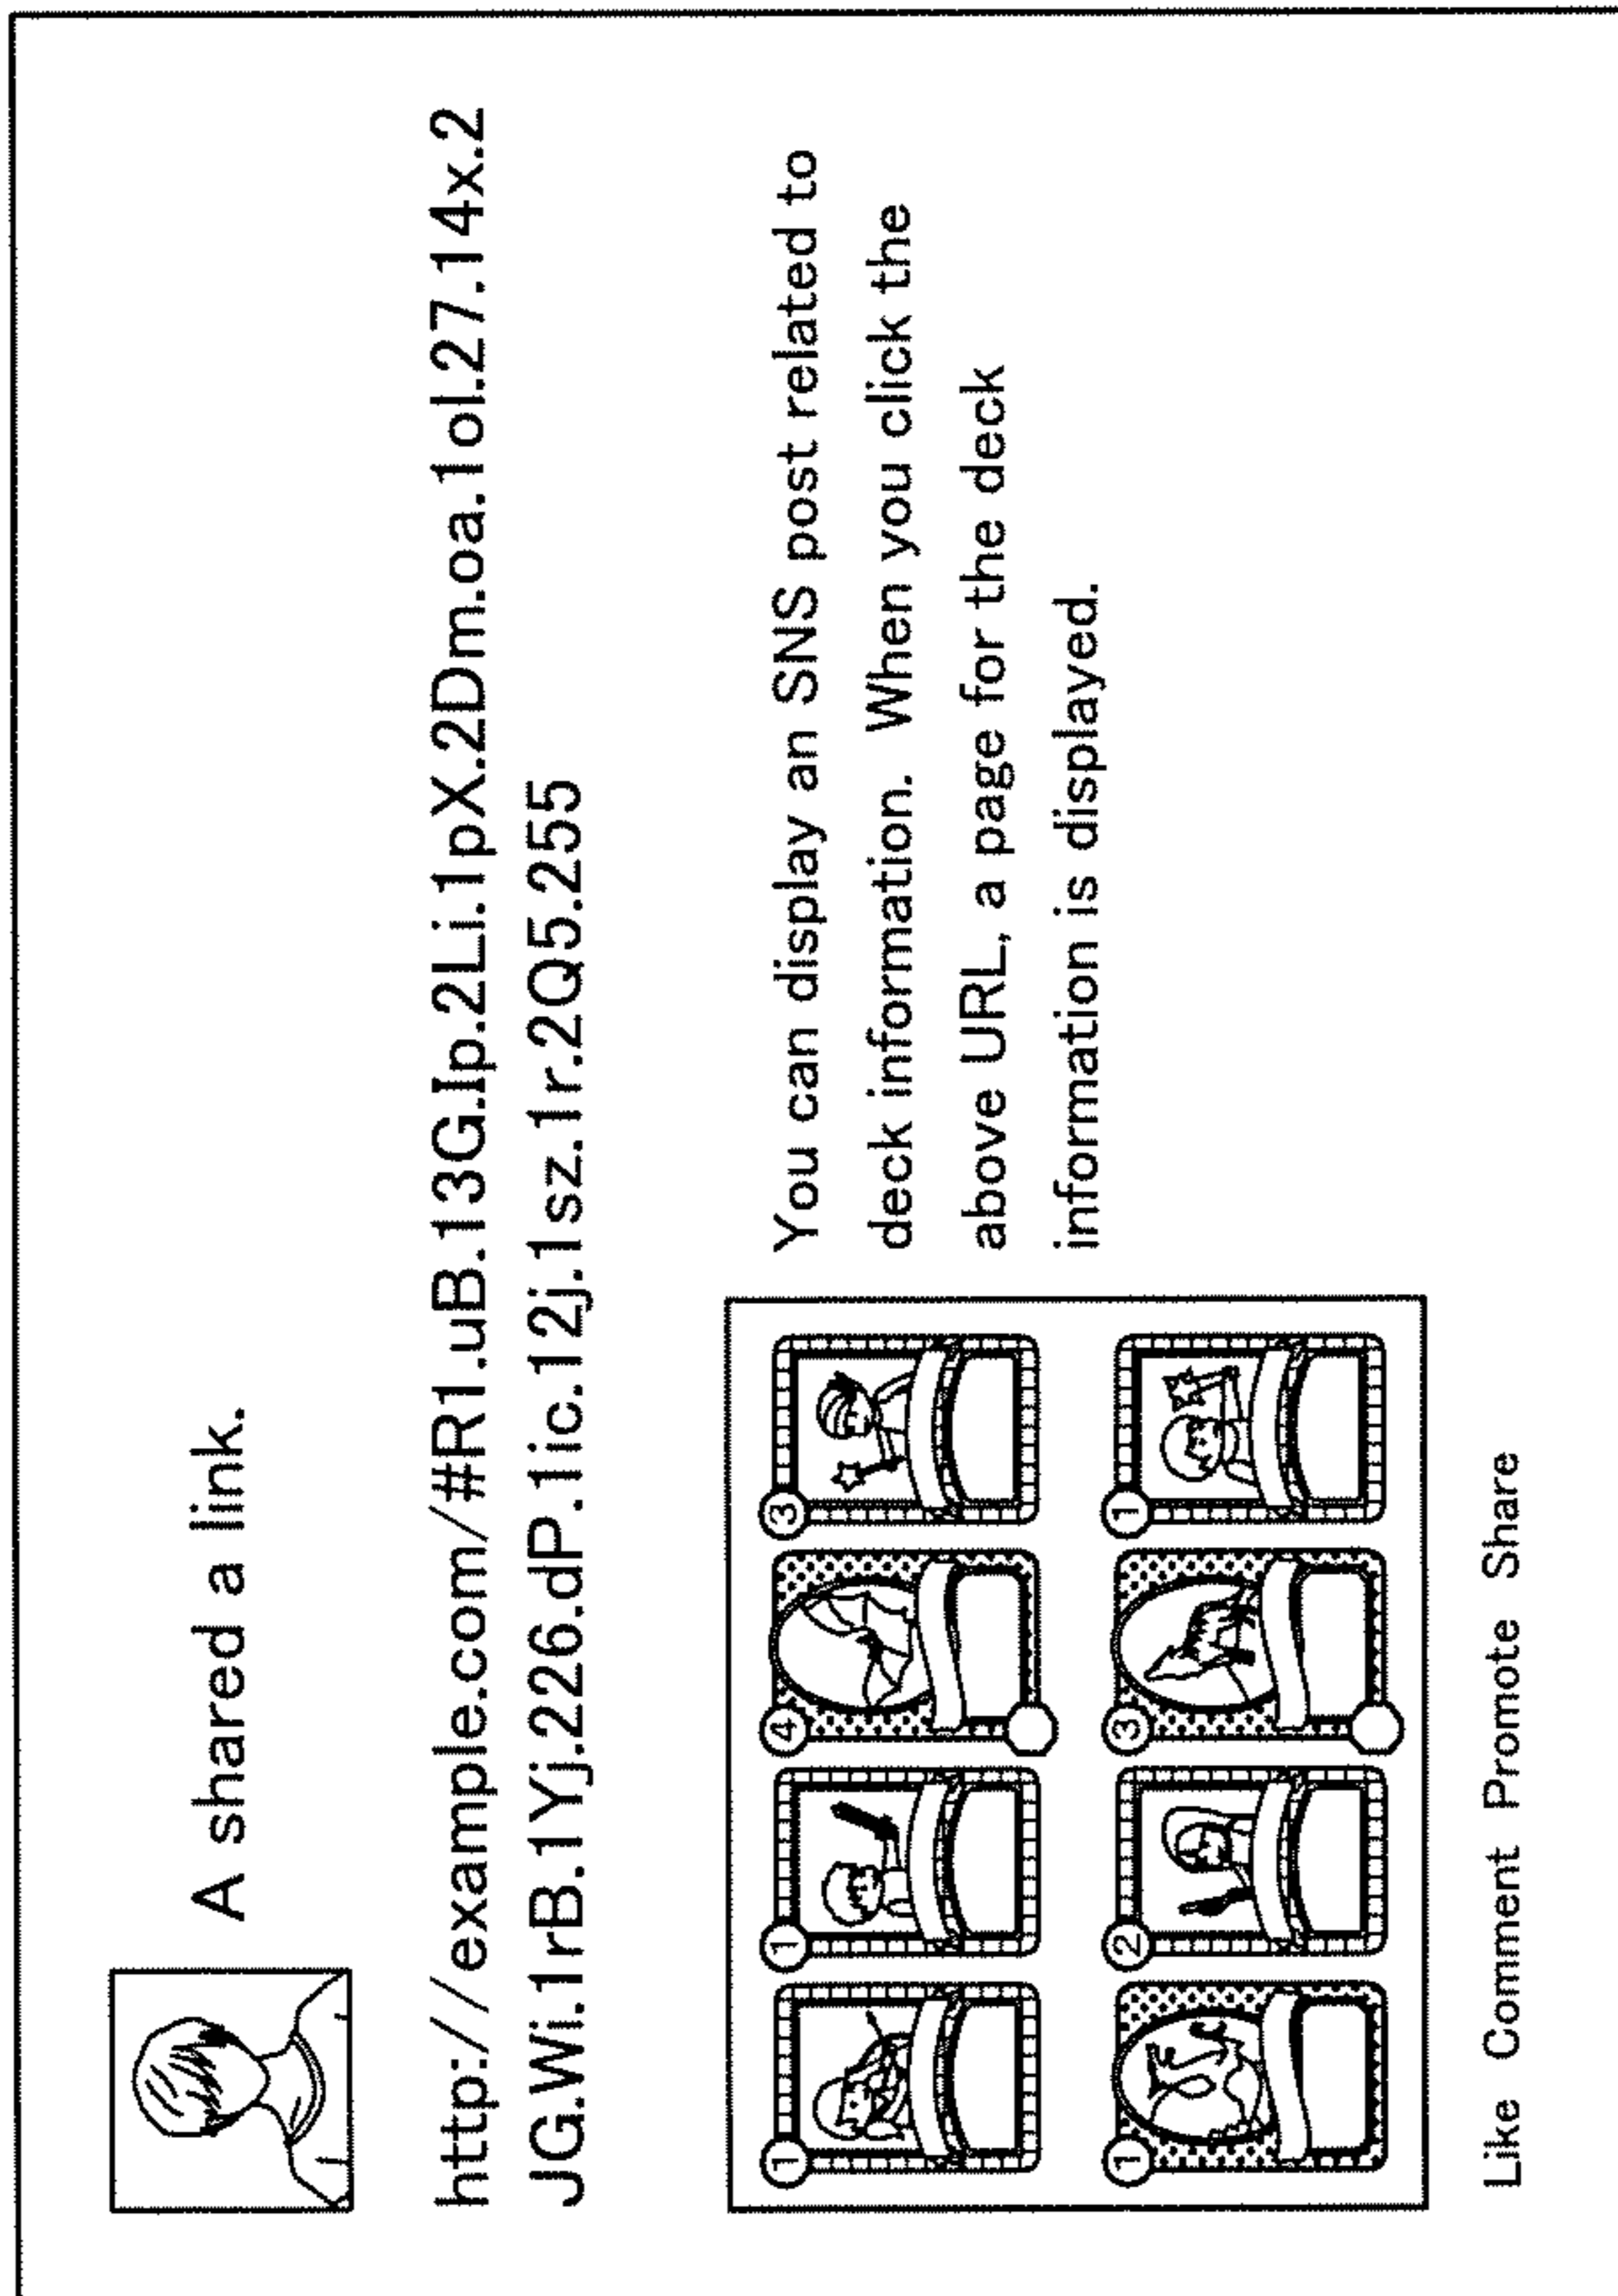 A shared a link.
http://example.com/#R1.uB.13G.Ip.2Li.1pX.2Dm.oa.1ol.27.14x.2
JG.Wi.1rB.1Yj.226.dP.1ic.12j.1sz.1r.2Q5.255
1 1 4 3
1 2 3 1
You can display an SNS post related to
deck information. When you click the
above URL, a page for the deck
information is displayed.
Like Comment Promote Share